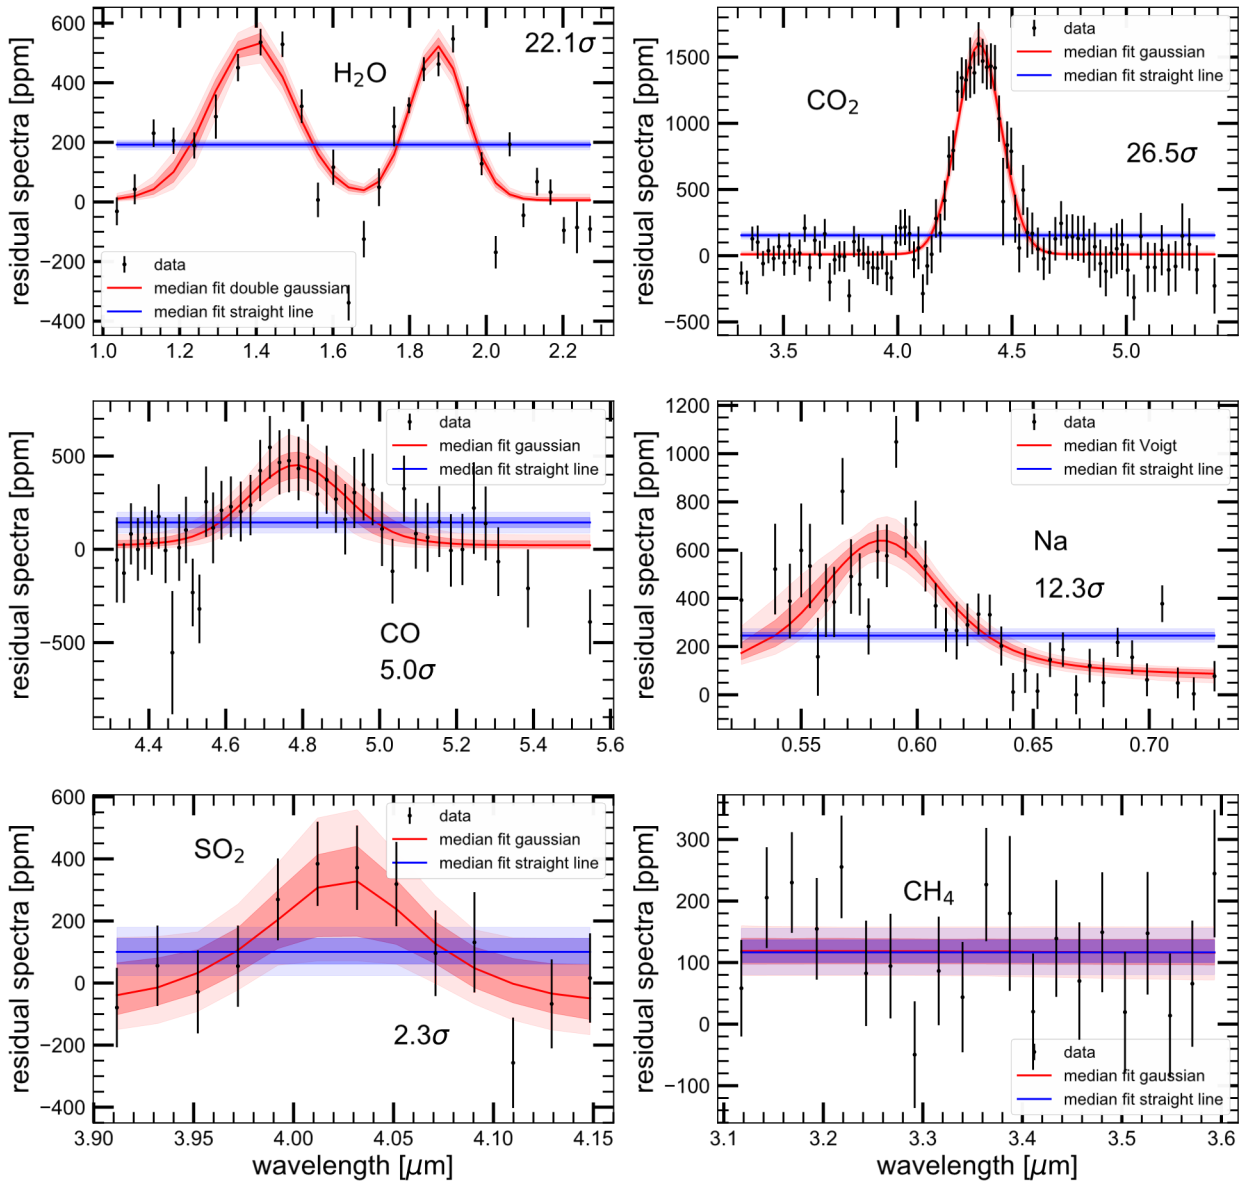 residual spectra [ppm]
600
400
200
0
−200
−400
22.1σ
H₂O
data
median fit double gaussian
median fit straight line
1.0
1.2
1.4
1.6
1.8
2.0
2.2
residual spectra [ppm]
1500
1000
500
0
−500
data
median fit gaussian
median fit straight line
CO₂
26.5σ
3.5
4.0
4.5
5.0
residual spectra [ppm]
500
0
−500
data
median fit gaussian
median fit straight line
CO
5.0σ
4.4
4.6
4.8
5.0
5.2
5.4
5.6
residual spectra [ppm]
1200
1000
800
600
400
200
0
data
median fit Voigt
median fit straight line
Na
12.3σ
0.55
0.60
0.65
0.70
residual spectra [ppm]
600
400
200
0
−200
−400
data
median fit gaussian
median fit straight line
SO₂
2.3σ
3.90
3.95
4.00
4.05
4.10
4.15
wavelength [μm]
residual spectra [ppm]
300
200
100
0
−100
CH₄
data
median fit gaussian
median fit straight line
3.1
3.2
3.3
3.4
3.5
3.6
wavelength [μm]